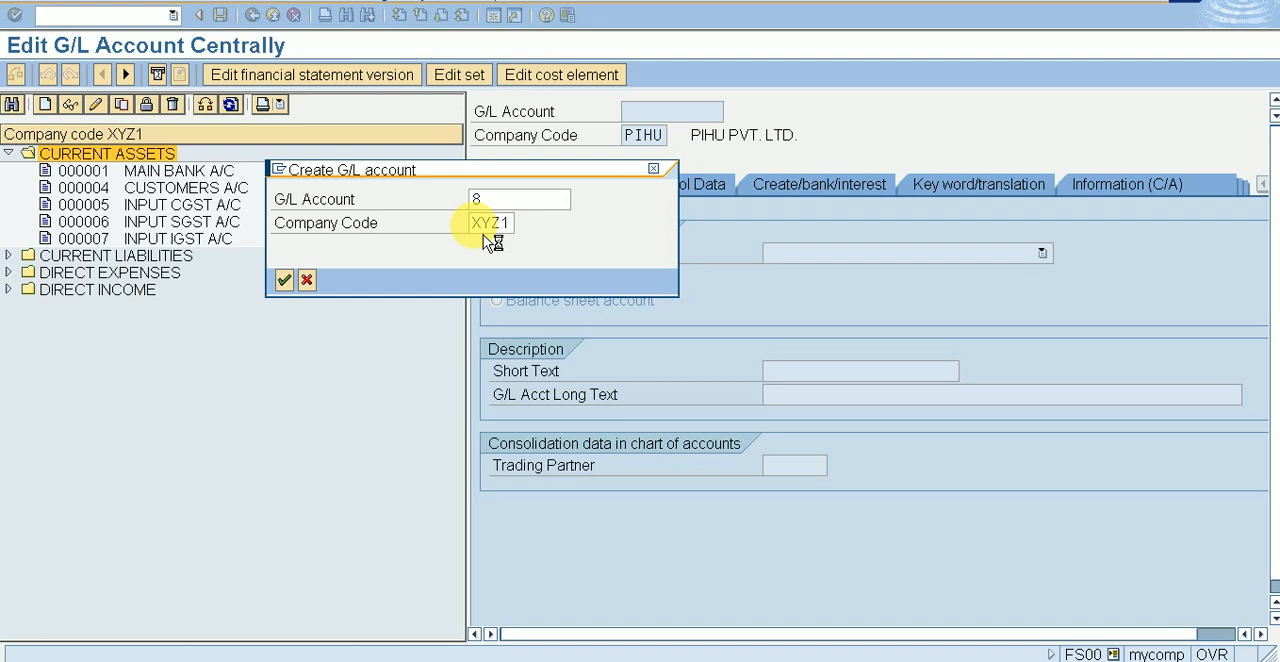 Edit G/L Account Centrally
Edit financial statement version Edit set Edit cost element
Company code XYZ1
CURRENT ASSETS
000001 MAIN BANK A/C
000004 CUSTOMERS A/C
000005 INPUT CGST A/C
000006 INPUT SGST A/C
000007 INPUT IGST A/C
CURRENT LIABILITIES
DIRECT EXPENSES
DIRECT INCOME
G/L Account
Company Code PIHU PIHU PVT. LTD.
Create G/L account
G/L Account 8
Company Code XYZ1
ol Data Create/bank/interest Key word/translation Information (C/A)
Balance sheet account
Description
Short Text
G/L Acct Long Text
Consolidation data in chart of accounts
Trading Partner
FS00 mycomp OVR